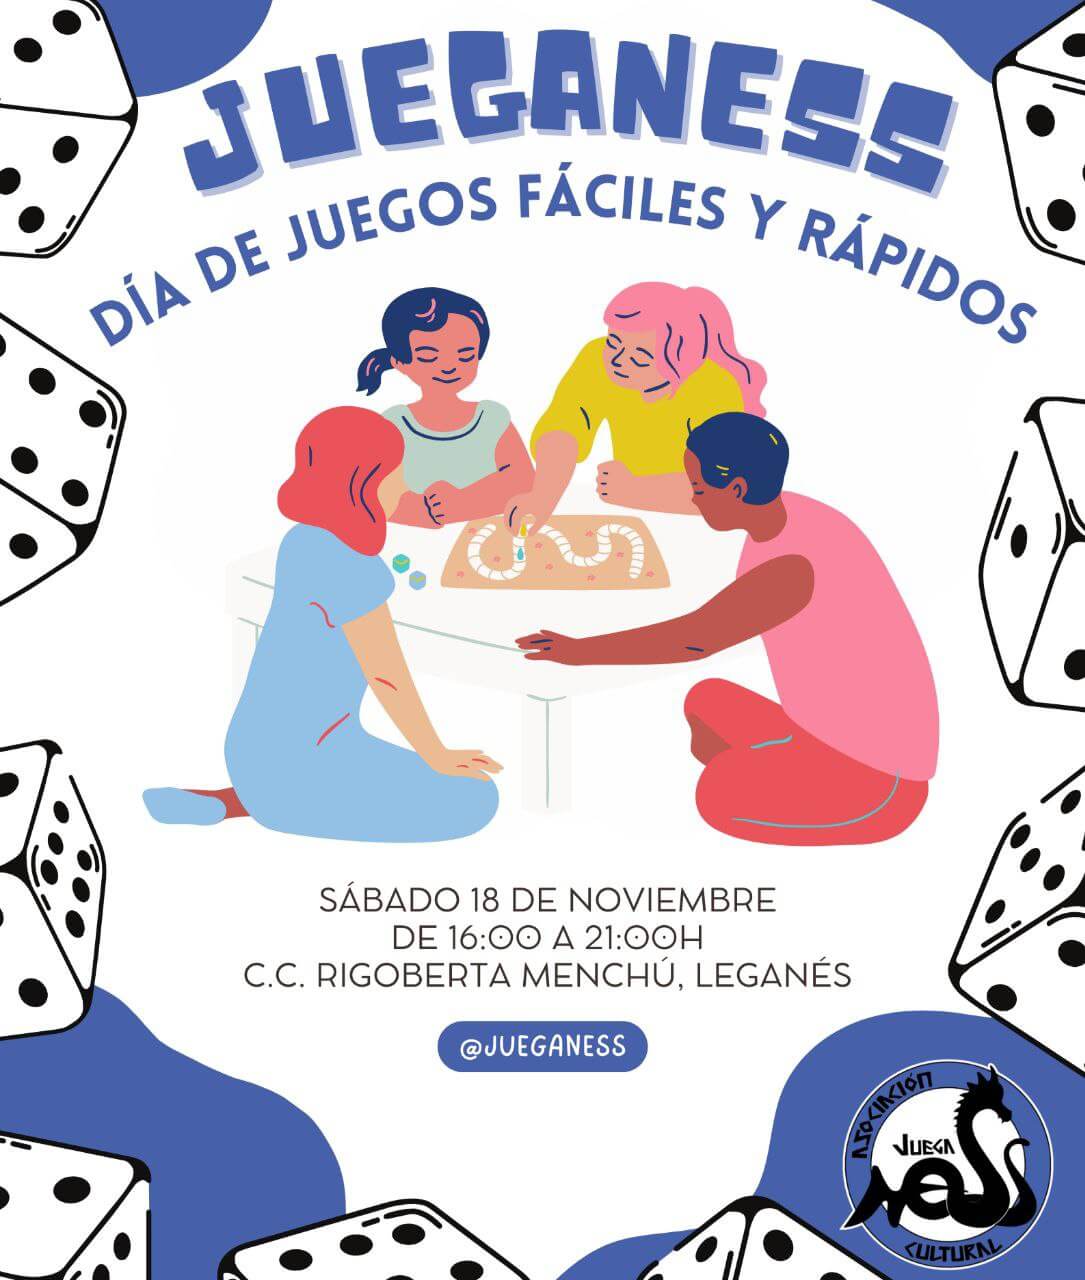 JUEGANESS
DÍA DE JUEGOS FÁCILES Y RÁPIDOS
SÁBADO 18 DE NOVIEMBRE
DE 16:00 A 21:00H
C.C. RIGOBERTA MENCHÚ, LEGANÉS
@JUEGANESS
ASOCIACIÓN
JUEGA
NESS
CULTURAL